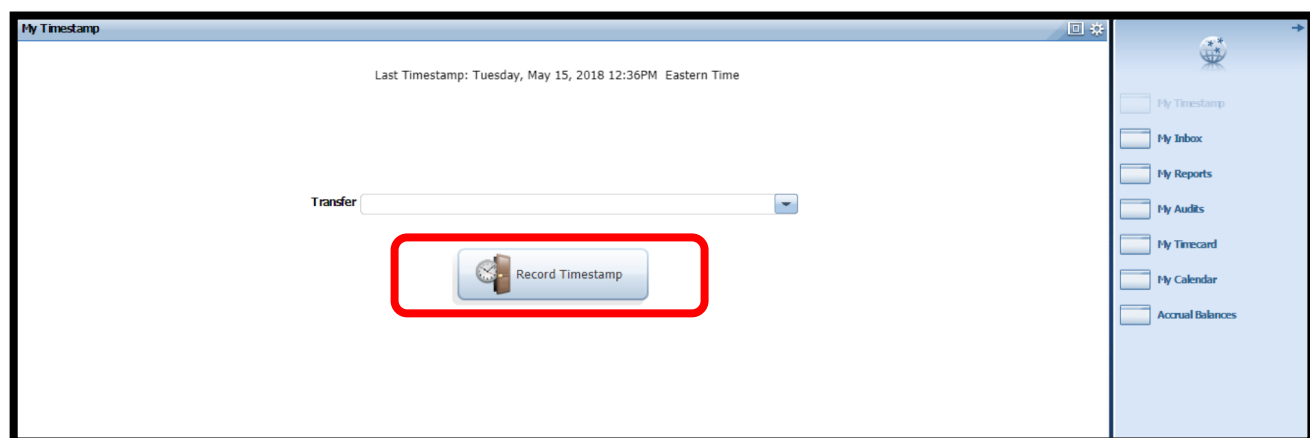 My Timestamp
Last Timestamp: Tuesday, May 15, 2018 12:36PM Eastern Time
Transfer
Record Timestamp
My Timestamp
My Inbox
My Reports
My Audits
My Timecard
My Calendar
Accrual Balances